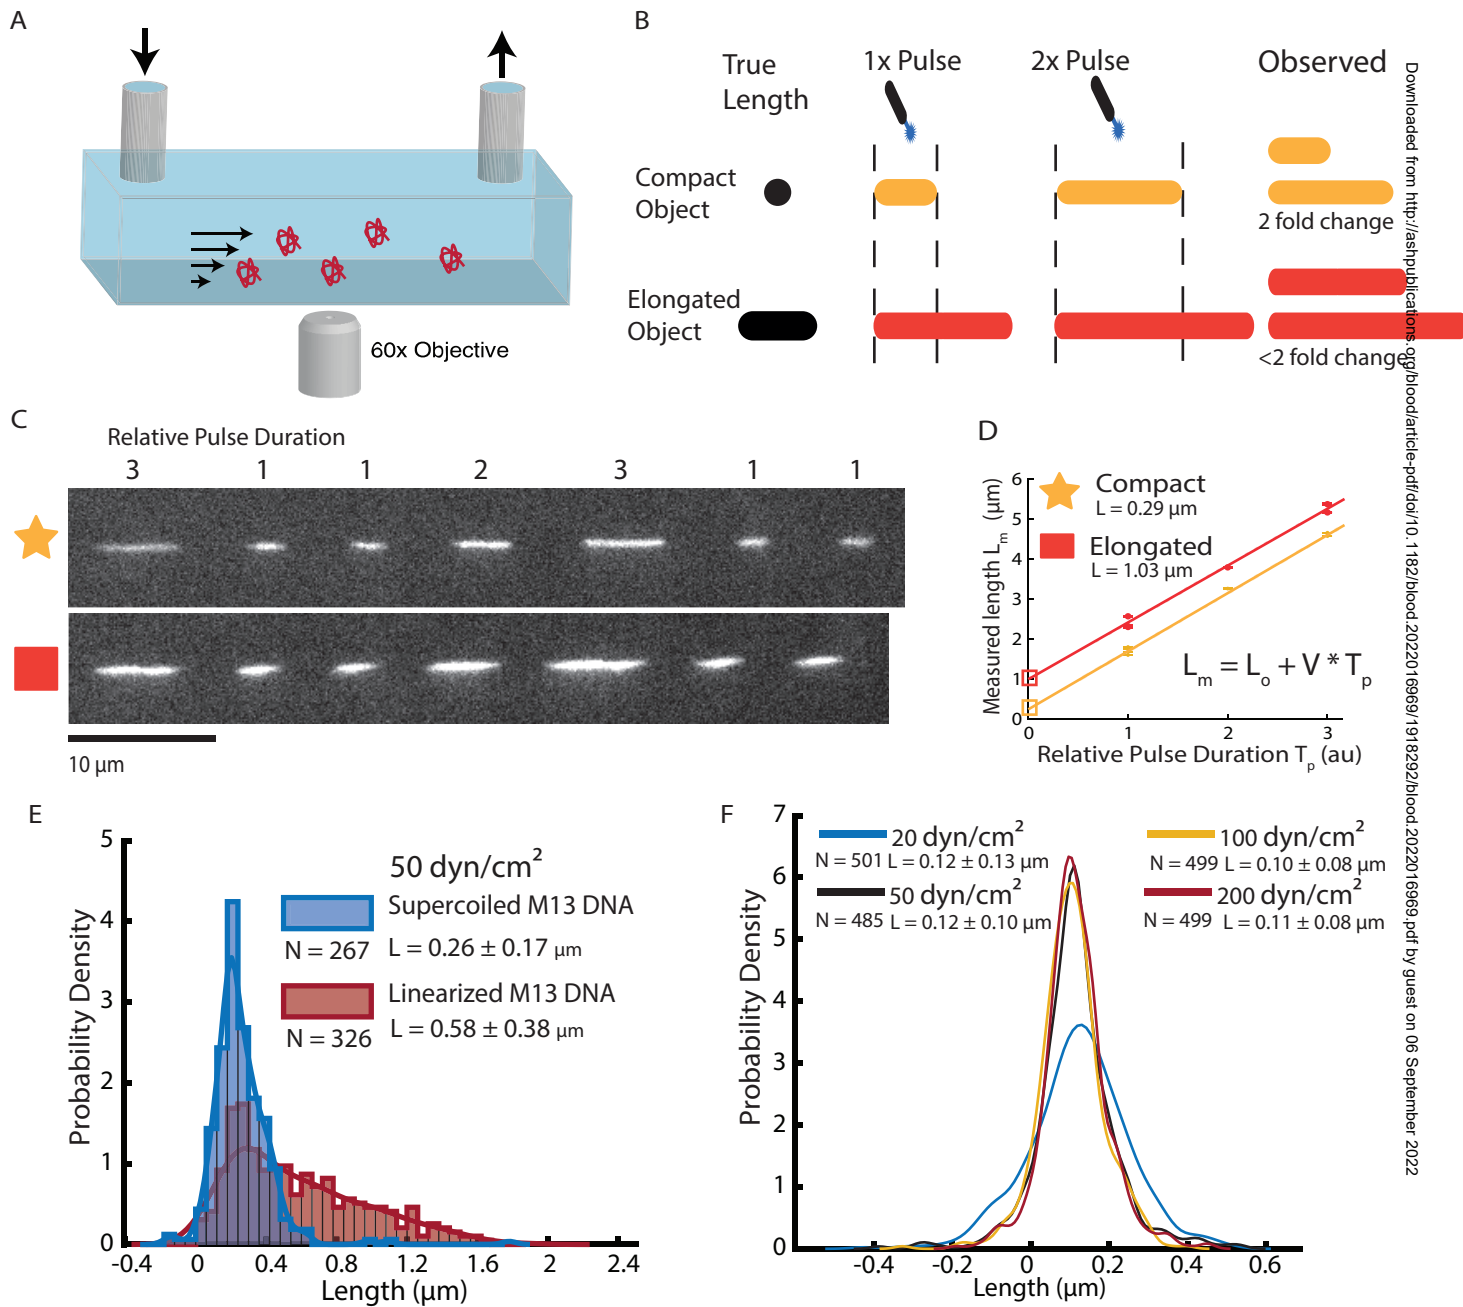 A
60x Objective
B
True
Length
1x Pulse
2x Pulse
Observed
Compact
Object
2 fold change
Elongated
Object
<2 fold change
C
Relative Pulse Duration
3 1 1 2 3 1 1
10 μm
D
Measured length Lm (μm)
6
5
4
3
2
1
0
Compact
L = 0.29 μm
Elongated
L = 1.03 μm
Lm = Lo + V * Tp
0 1 2 3
Relative Pulse Duration Tp (au)
E
Probability Density
5
4
3
2
1
0
50 dyn/cm²
Supercoiled M13 DNA
N = 267 L = 0.26 ± 0.17 μm
Linearized M13 DNA
N = 326 L = 0.58 ± 0.38 μm
-0.4 0 0.4 0.8 1.2 1.6 2 2.4
Length (μm)
F
Probability Density
7
6
5
4
3
2
1
0
20 dyn/cm²
N = 501 L = 0.12 ± 0.13 μm
50 dyn/cm²
N = 485 L = 0.12 ± 0.10 μm
100 dyn/cm²
N = 499 L = 0.10 ± 0.08 μm
200 dyn/cm²
N = 499 L = 0.11 ± 0.08 μm
-0.4 -0.2 0 0.2 0.4 0.6
Length (μm)
Downloaded from http://ashpublications.org/blood/article-pdf/doi/10.1182/blood.2022016969/1918292/blood.2022016969.pdf by guest on 06 September 2022